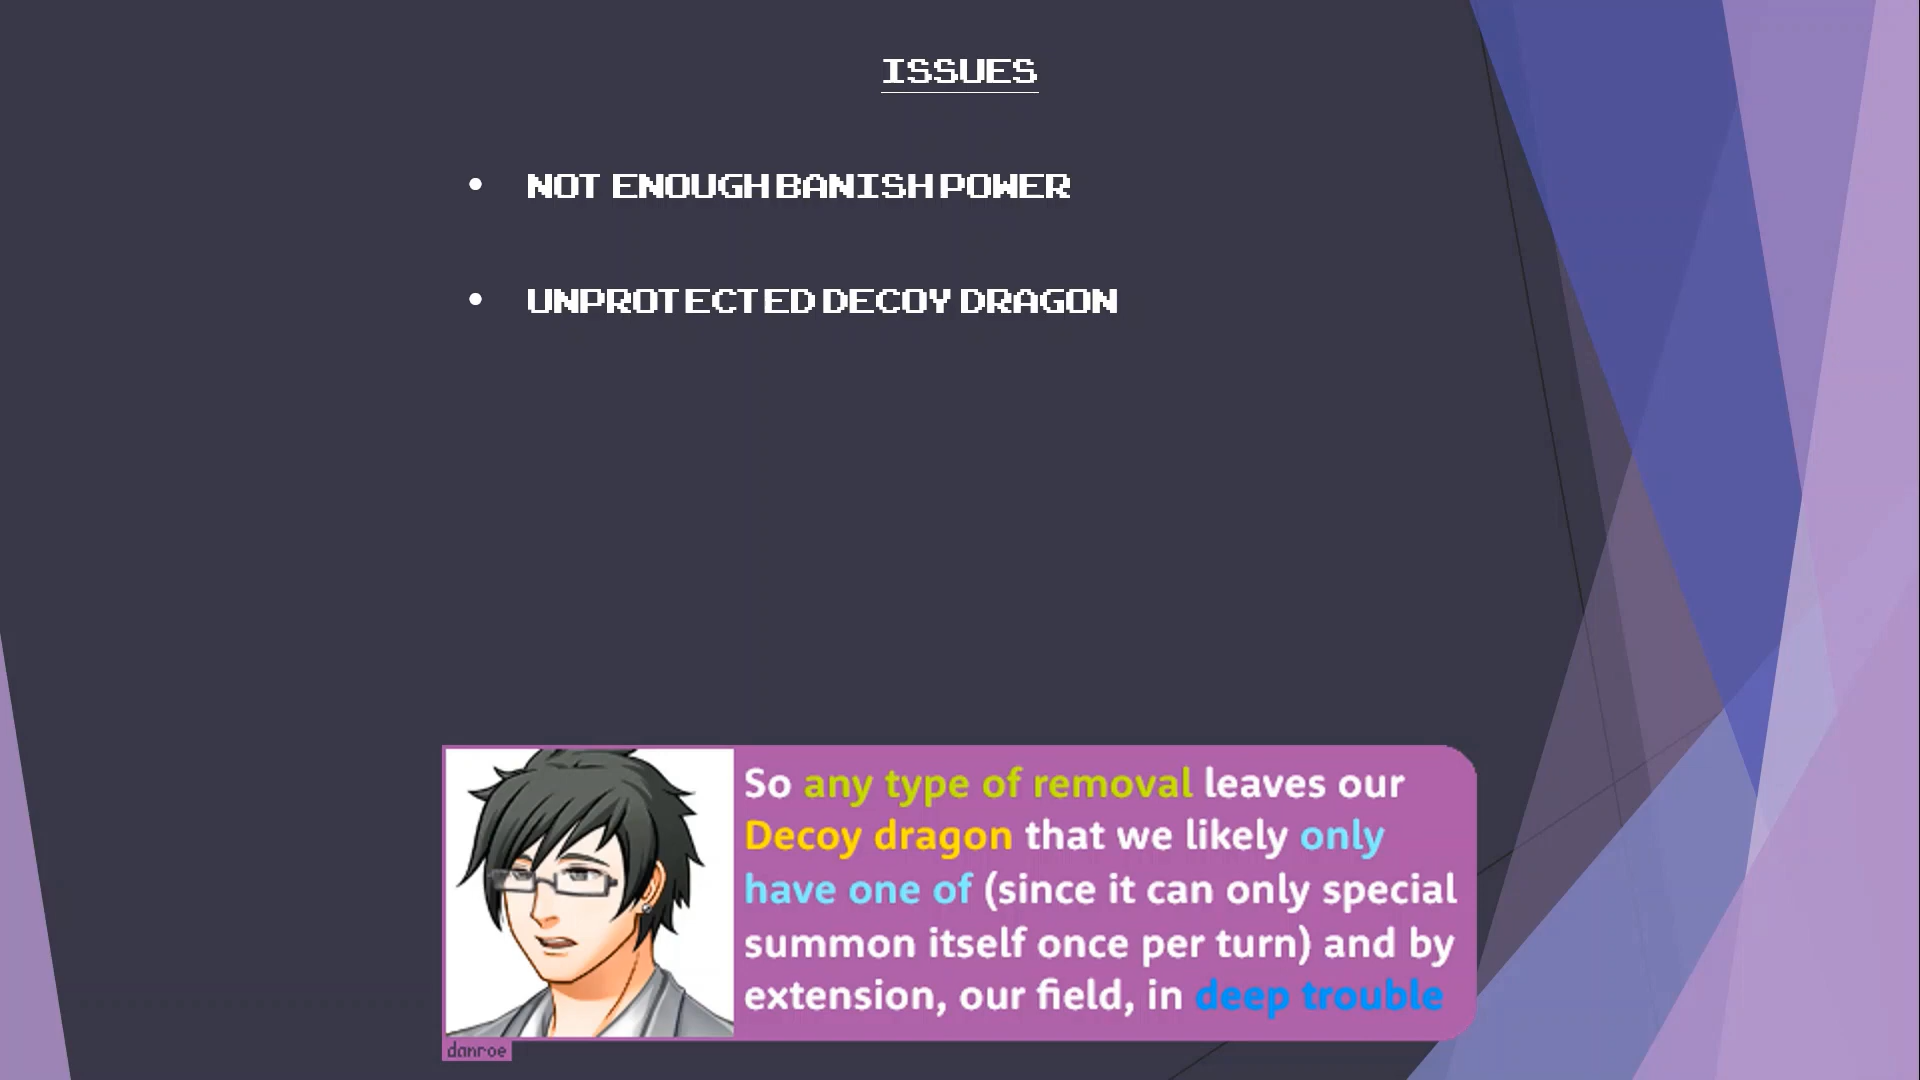 ISSUES
• NOT ENOUGH BANISH POWER
• UNPROTECTED DECOY DRAGON
So any type of removal leaves our
Decoy dragon that we likely only
have one of (since it can only special
summon itself once per turn) and by
extension, our field, in deep trouble
danroe